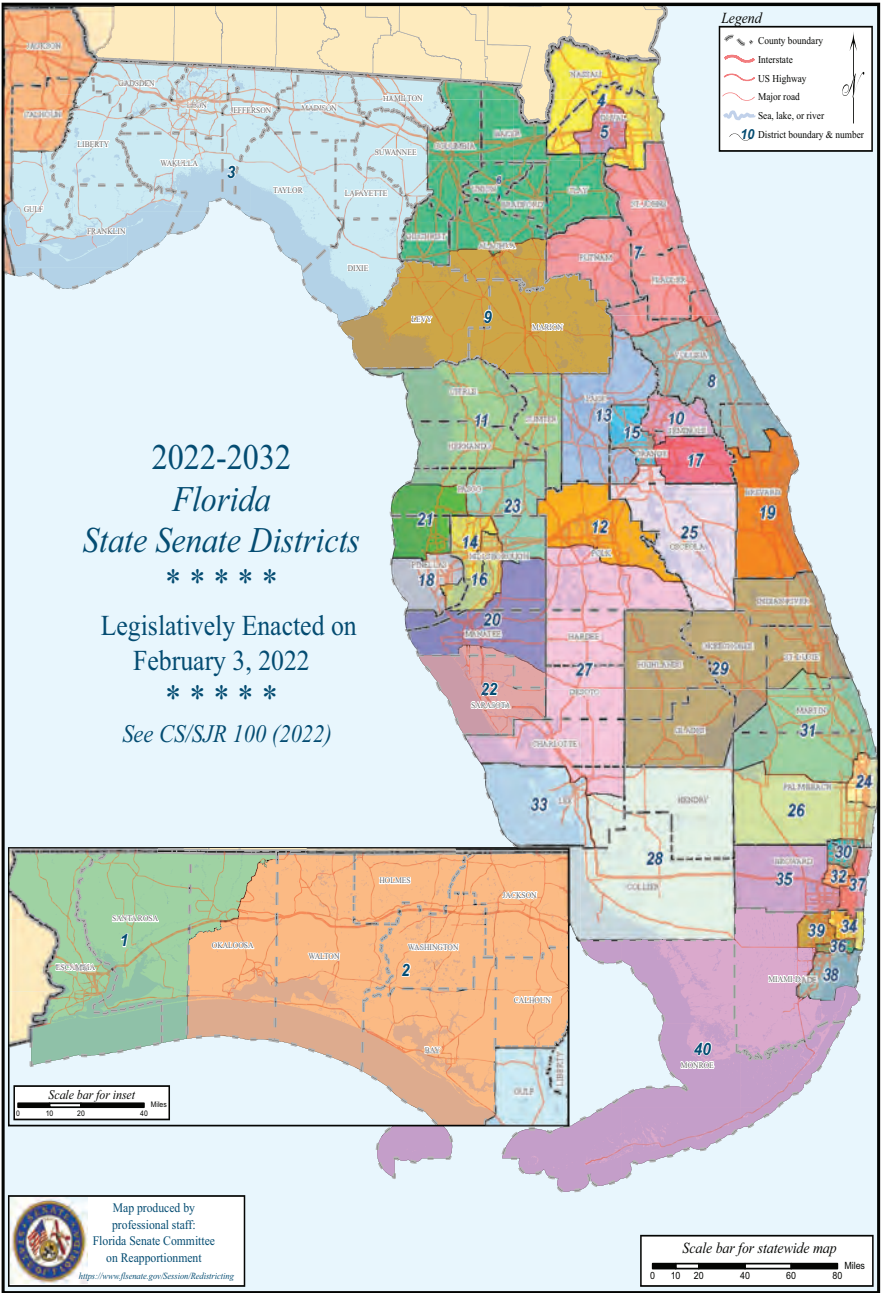 Legend
County boundary
Interstate
US Highway
Major road
Sea, lake, or river
10 District boundary & number
N
JACKSON
CALHOUN
GADSDEN
LEON
JEFFERSON
MADISON
HAMILTON
LIBERTY
WAKULLA
3
TAYLOR
SUWANNEE
LAFAYETTE
GULF
FRANKLIN
DIXIE
NASSAU
4
DUVAL
5
COLUMBIA
BAKER
6
UNION
BRADFORD
CLAY
GILCHRIST
ALACHUA
ST JOHNS
7
PUTNAM
FLAGLER
LEVY
9
MARION
VOLUSIA
8
CITRUS
11
SUMTER
HERNANDO
LAKE
13
15
10
SEMINOLE
ORANGE
17
BREVARD
19
PASCO
21
23
14
HILLSBOROUGH
12
POLK
25
OSCEOLA
PINELLAS
18
16
20
MANATEE
HARDEE
27
DESOTO
HIGHLANDS
OKEECHOBEE
29
INDIAN RIVER
ST LUCIE
22
SARASOTA
GLADES
MARTIN
31
CHARLOTTE
33
LEE
HENDRY
PALM BEACH
24
26
28
COLLIER
BROWARD
35
30
32
37
39
34
36
MIAMI-DADE
38
40
MONROE
2022-2032
Florida
State Senate Districts
* * * * *
Legislatively Enacted on
February 3, 2022
* * * * *
See CS/SJR 100 (2022)
SANTA ROSA
1
ESCAMBIA
OKALOOSA
WALTON
HOLMES
WASHINGTON
2
JACKSON
CALHOUN
BAY
GULF
LIBERTY
Scale bar for inset
Miles
0 10 20 40
SENATE
STATE OF FLORIDA
Map produced by
professional staff:
Florida Senate Committee
on Reapportionment
https://www.flsenate.gov/Session/Redistricting
Scale bar for statewide map
Miles
0 10 20 40 60 80